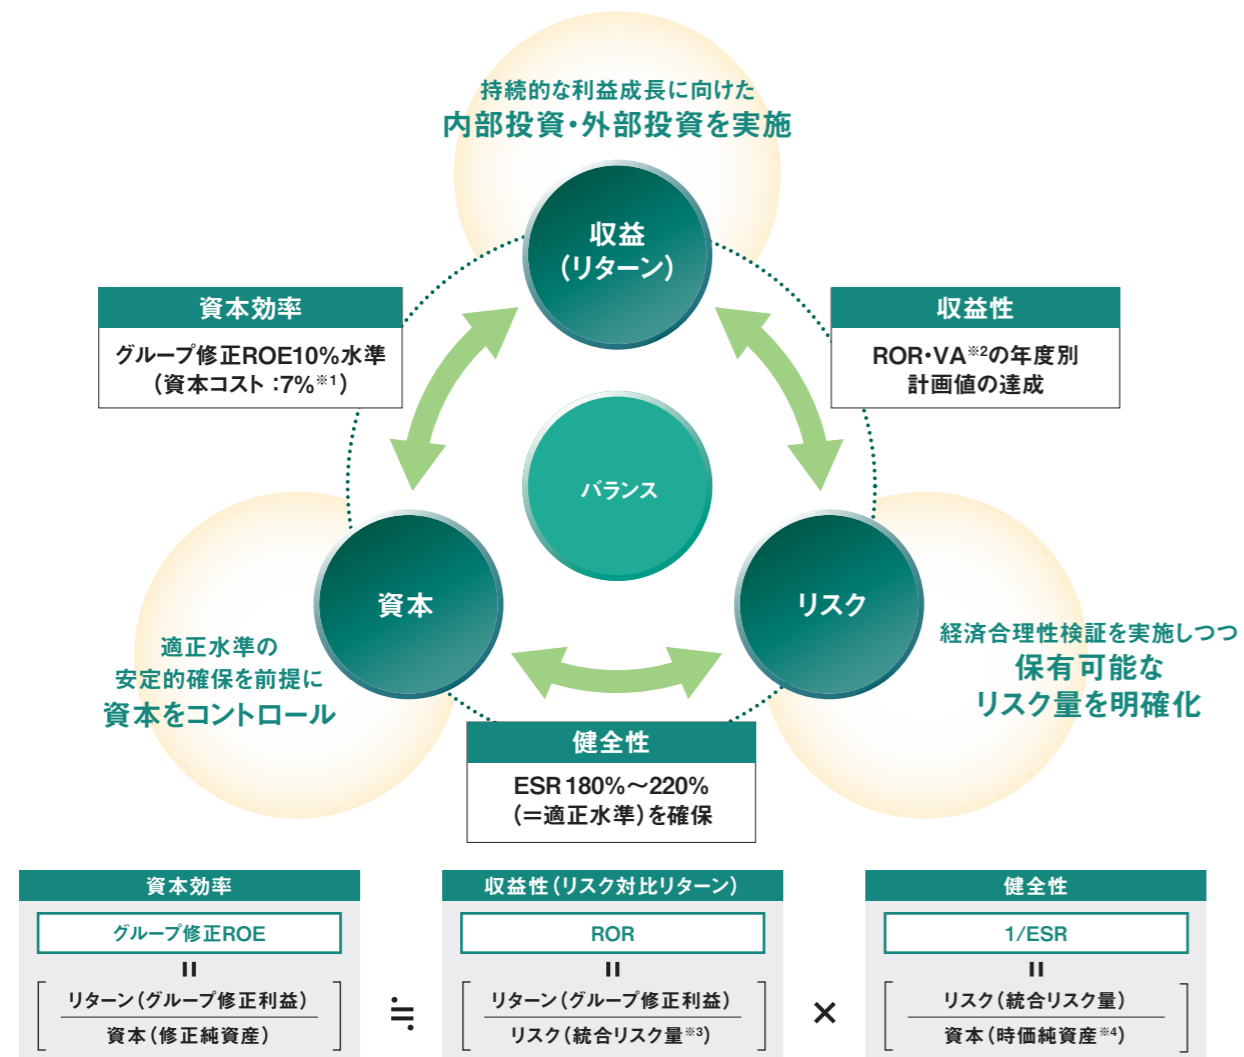 持続的な利益成長に向けた
内部投資・外部投資を実施
収益
(リターン)
資本効率
グループ修正ROE10%水準
(資本コスト:7%※1)
収益性
ROR・VA※2の年度別
計画値の達成
バランス
資本
リスク
適正水準の
安定的確保を前提に
資本をコントロール
経済合理性検証を実施しつつ
保有可能な
リスク量を明確化
健全性
ESR 180%〜220%
(=適正水準)を確保
資本効率
グループ修正ROE
=
リターン(グループ修正利益)
資本(修正純資産)
≒
収益性(リスク対比リターン)
ROR
=
リターン(グループ修正利益)
リスク(統合リスク量※3)
×
健全性
1/ESR
=
リスク(統合リスク量)
資本(時価純資産※4)